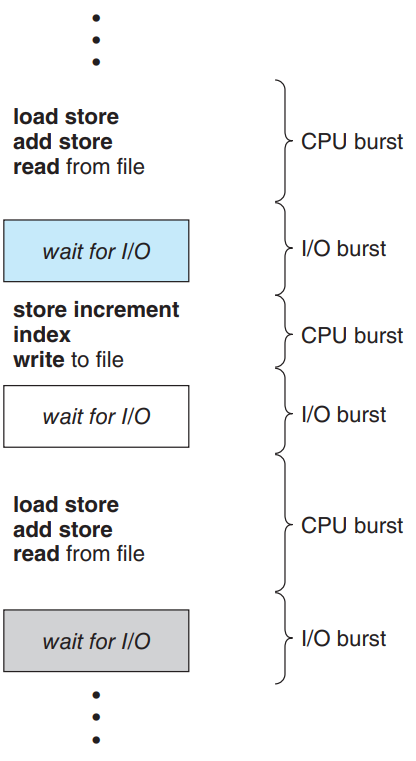 load store
add store
read from file
CPU burst
wait for I/O
I/O burst
store increment
index
write to file
CPU burst
wait for I/O
I/O burst
load store
add store
read from file
CPU burst
wait for I/O
I/O burst